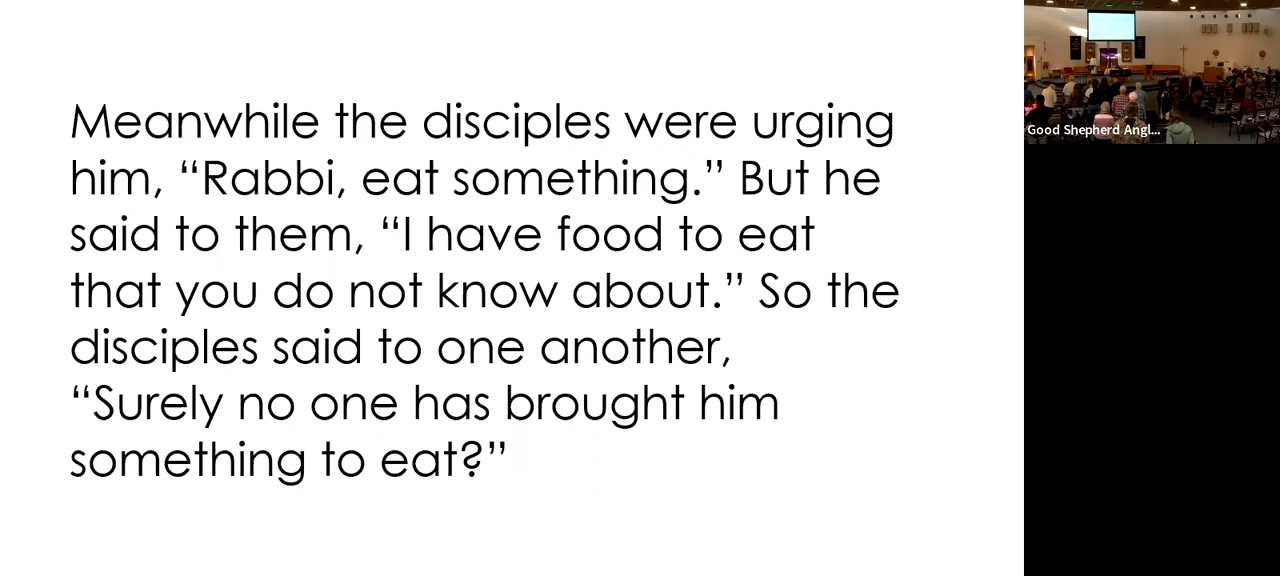 Meanwhile the disciples were urging
him, “Rabbi, eat something.” But he
said to them, “I have food to eat
that you do not know about.” So the
disciples said to one another,
“Surely no one has brought him
something to eat?”
Good Shepherd Angl...